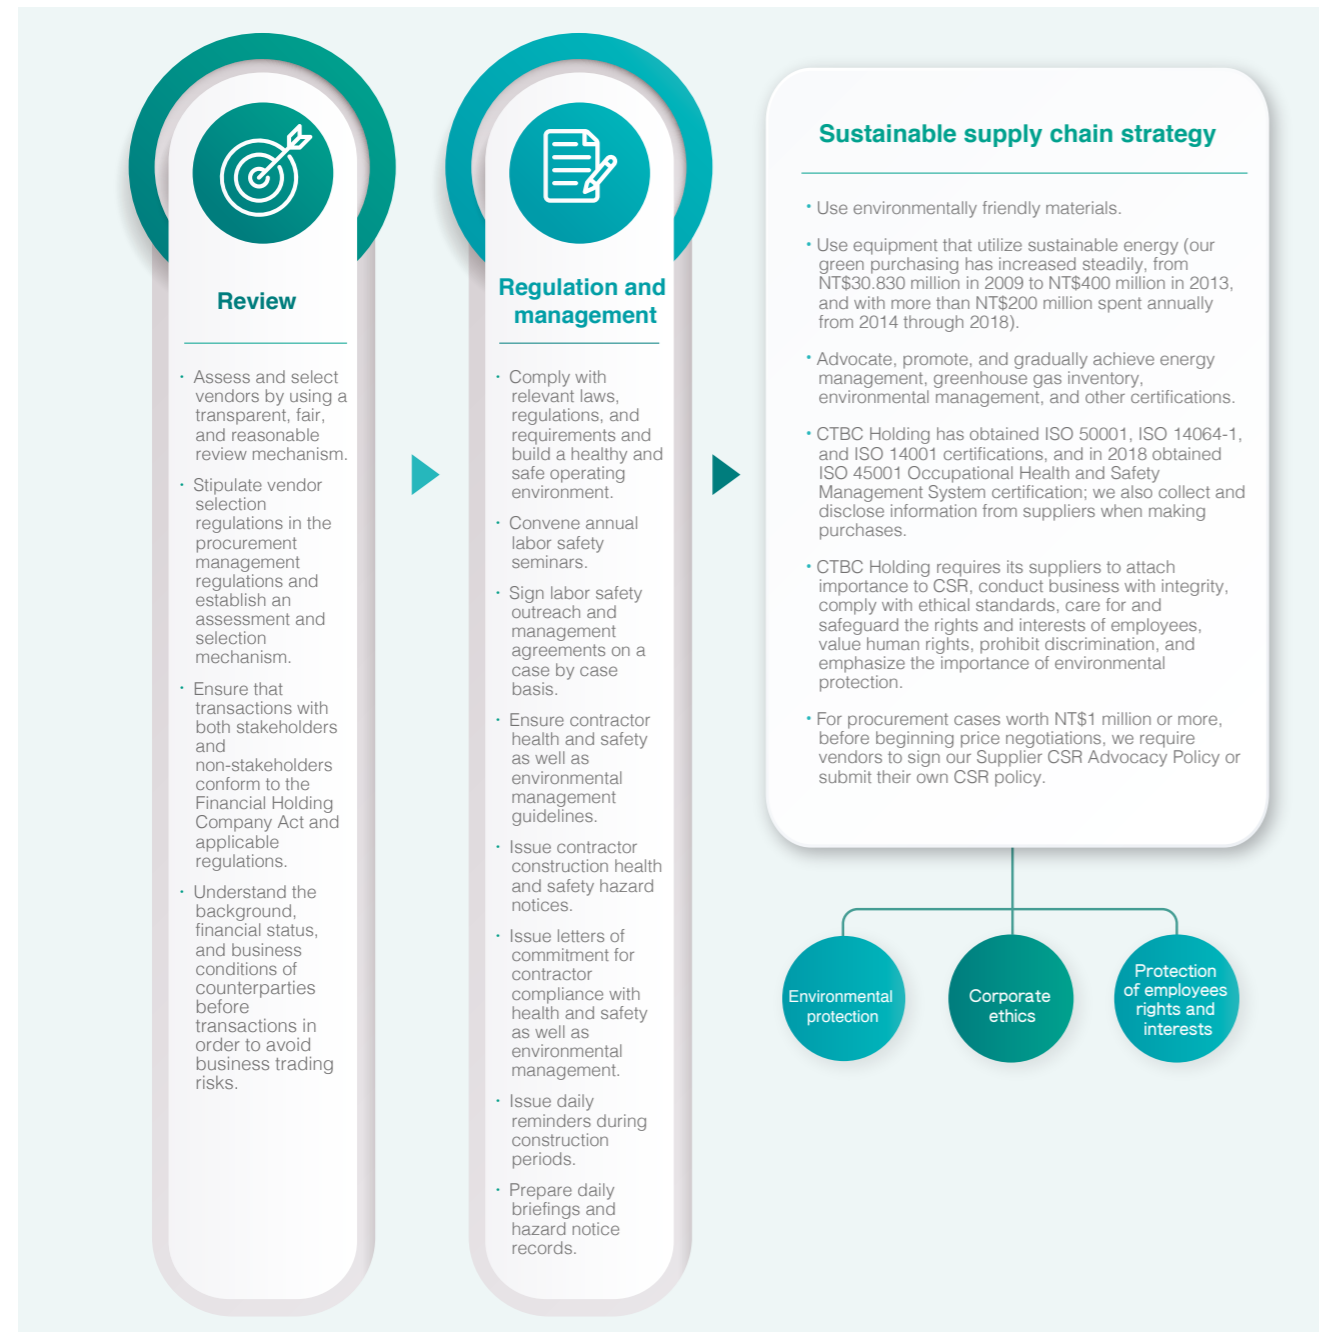 Review
· Assess and select
vendors by using a
transparent, fair,
and reasonable
review mechanism.
· Stipulate vendor
selection
regulations in the
procurement
management
regulations and
establish an
assessment and
selection
mechanism.
· Ensure that
transactions with
both stakeholders
and
non-stakeholders
conform to the
Financial Holding
Company Act and
applicable
regulations.
· Understand the
background,
financial status,
and business
conditions of
counterparties
before
transactions in
order to avoid
business trading
risks.
Regulation and
management
· Comply with
relevant laws,
regulations, and
requirements and
build a healthy and
safe operating
environment.
· Convene annual
labor safety
seminars.
· Sign labor safety
outreach and
management
agreements on a
case by case
basis.
· Ensure contractor
health and safety
as well as
environmental
management
guidelines.
· Issue contractor
construction health
and safety hazard
notices.
· Issue letters of
commitment for
contractor
compliance with
health and safety
as well as
environmental
management.
· Issue daily
reminders during
construction
periods.
· Prepare daily
briefings and
hazard notice
records.
Sustainable supply chain strategy
• Use environmentally friendly materials.
• Use equipment that utilize sustainable energy (our
green purchasing has increased steadily, from
NT$30.830 million in 2009 to NT$400 million in 2013,
and with more than NT$200 million spent annually
from 2014 through 2018).
• Advocate, promote, and gradually achieve energy
management, greenhouse gas inventory,
environmental management, and other certifications.
• CTBC Holding has obtained ISO 50001, ISO 14064-1,
and ISO 14001 certifications, and in 2018 obtained
ISO 45001 Occupational Health and Safety
Management System certification; we also collect and
disclose information from suppliers when making
purchases.
• CTBC Holding requires its suppliers to attach
importance to CSR, conduct business with integrity,
comply with ethical standards, care for and
safeguard the rights and interests of employees,
value human rights, prohibit discrimination, and
emphasize the importance of environmental
protection.
• For procurement cases worth NT$1 million or more,
before beginning price negotiations, we require
vendors to sign our Supplier CSR Advocacy Policy or
submit their own CSR policy.
Environmental
protection
Corporate
ethics
Protection
of employees
rights and
interests